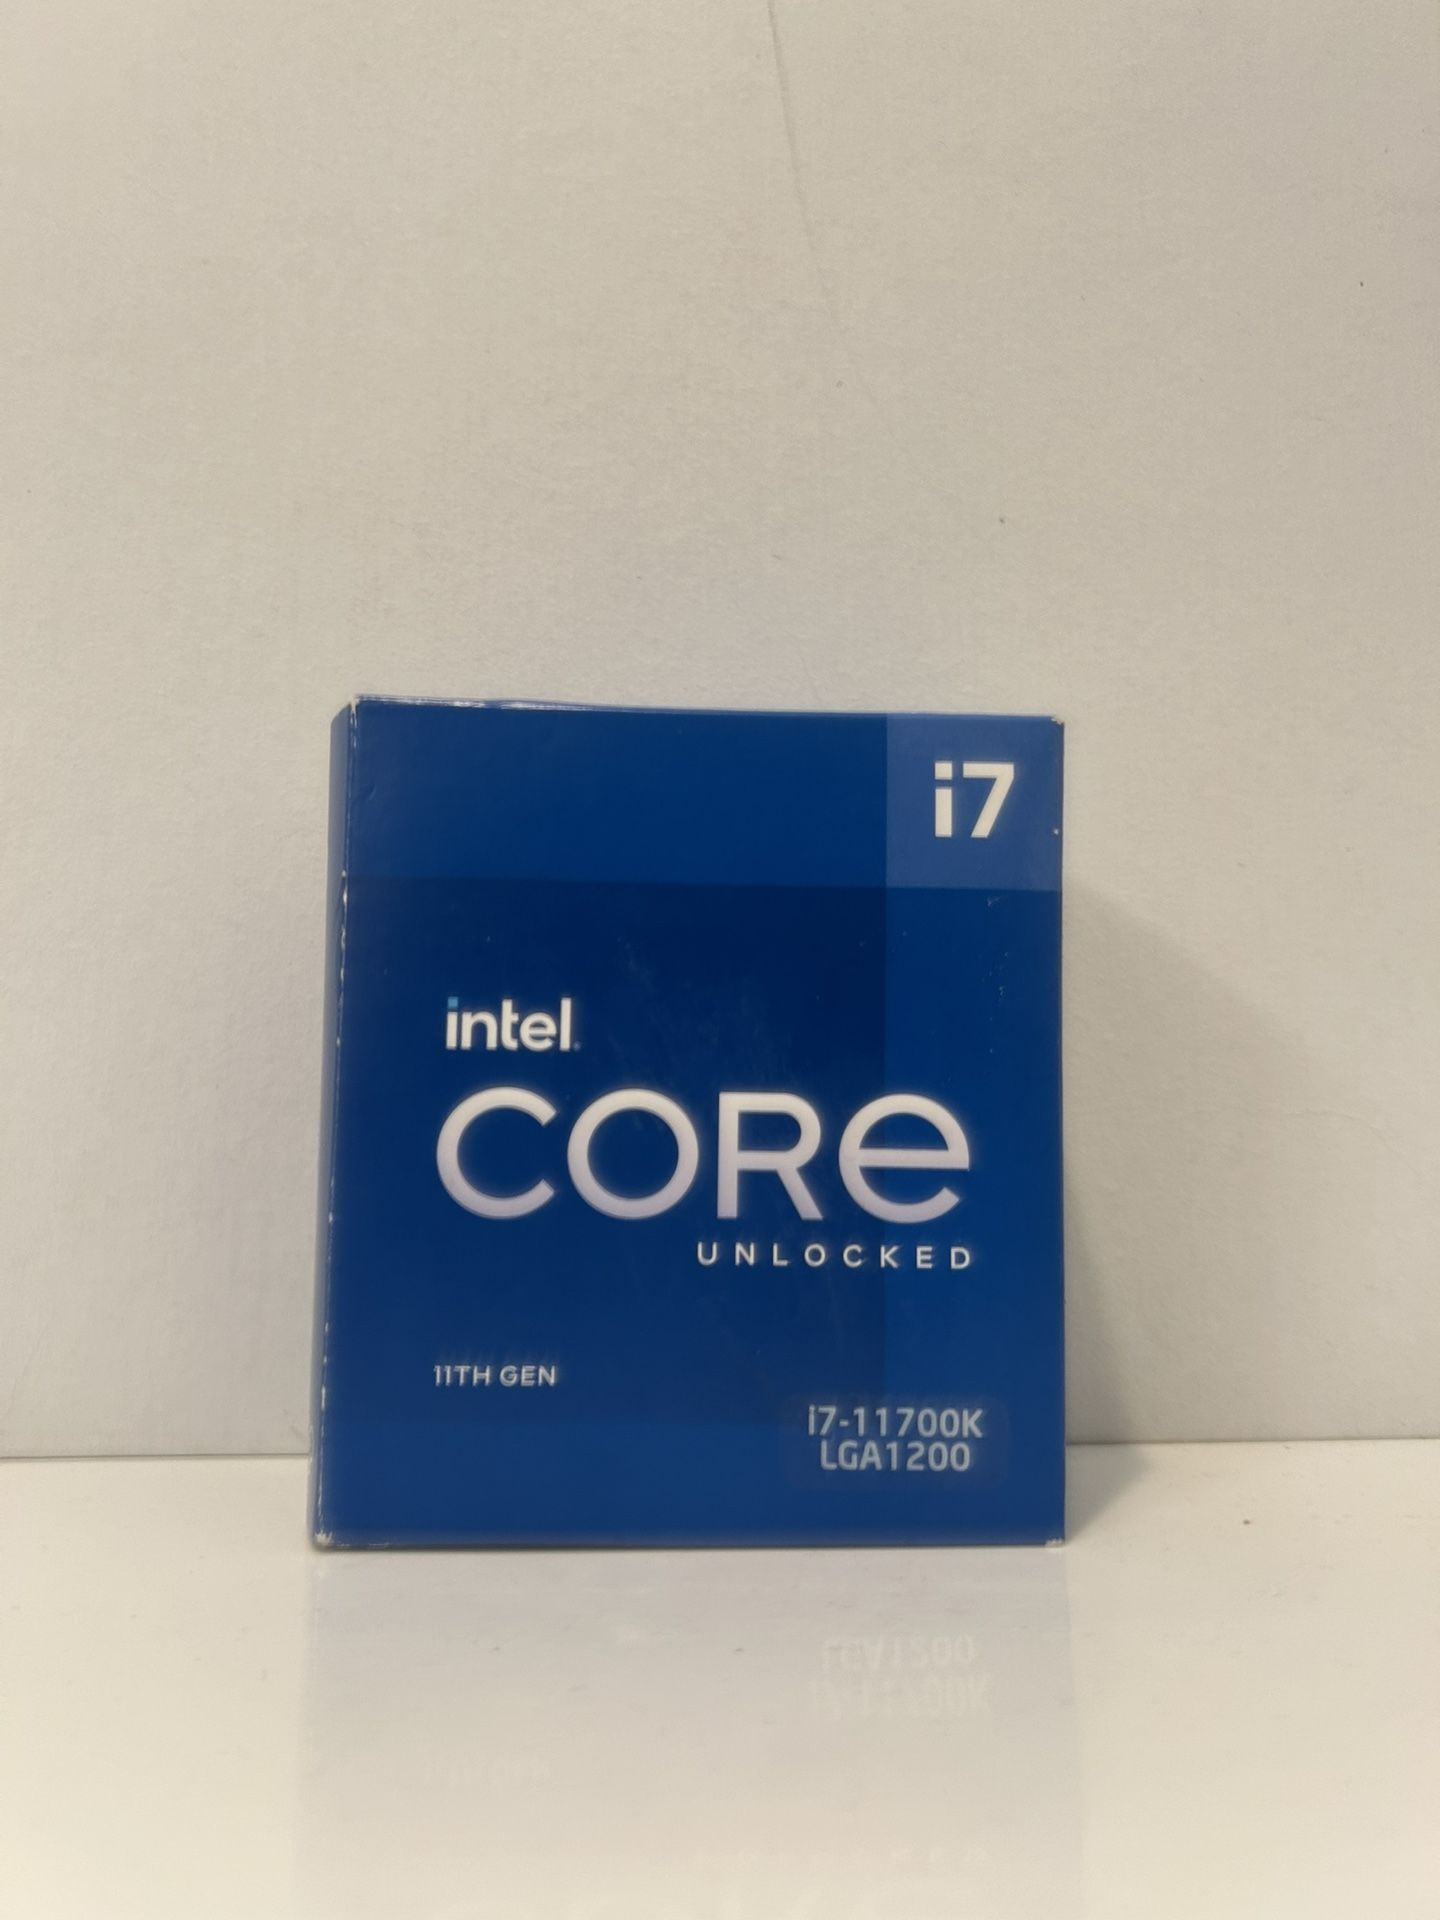 i7
intel
CORe
UNLOCKED
11TH GEN
i7-11700K
LGA1200